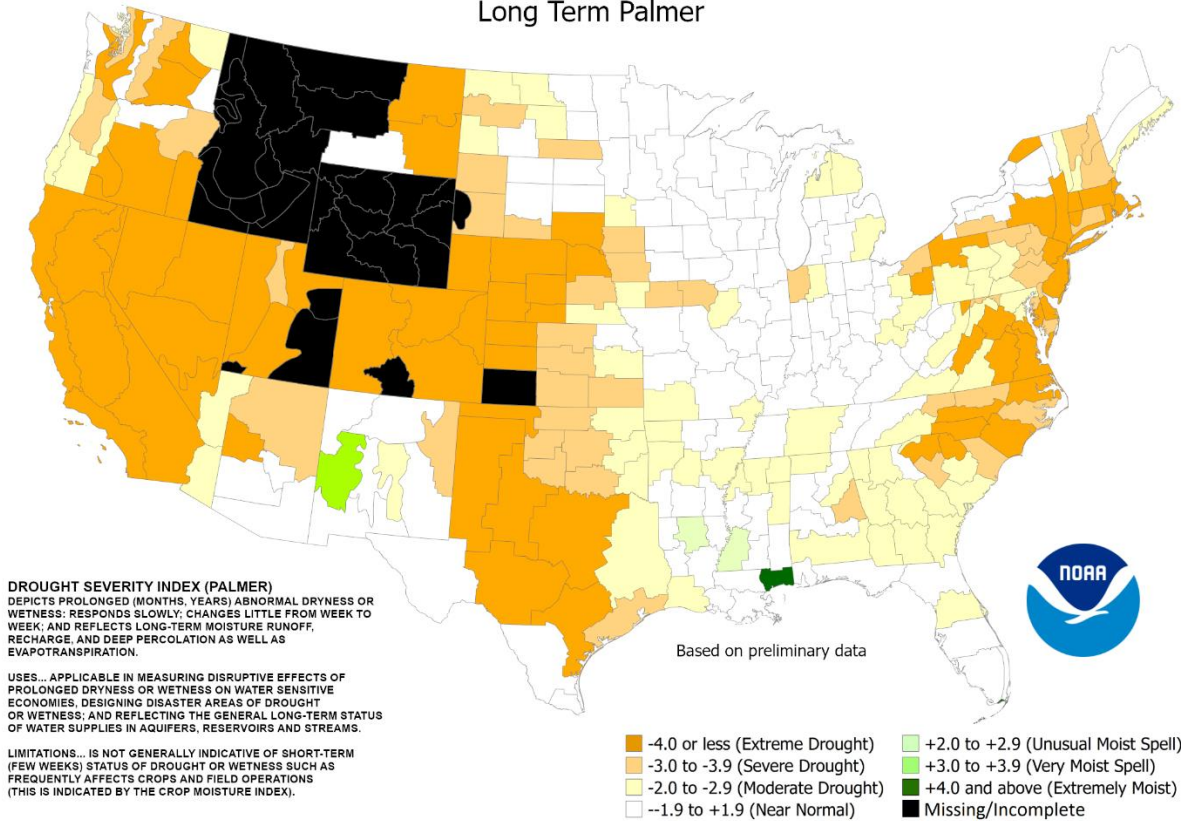 Long Term Palmer
DROUGHT SEVERITY INDEX (PALMER)
DEPICTS PROLONGED (MONTHS, YEARS) ABNORMAL DRYNESS OR
WETNESS: RESPONDS SLOWLY; CHANGES LITTLE FROM WEEK TO
WEEK; AND REFLECTS LONG-TERM MOISTURE RUNOFF,
RECHARGE, AND DEEP PERCOLATION AS WELL AS
EVAPOTRANSPIRATION.
USES... APPLICABLE IN MEASURING DISRUPTIVE EFFECTS OF
PROLONGED DRYNESS OR WETNESS ON WATER SENSITIVE
ECONOMIES, DESIGNING DISASTER AREAS OF DROUGHT
OR WETNESS; AND REFLECTING THE GENERAL LONG-TERM STATUS
OF WATER SUPPLIES IN AQUIFERS, RESERVOIRS AND STREAMS.
LIMITATIONS... IS NOT GENERALLY INDICATIVE OF SHORT-TERM
(FEW WEEKS) STATUS OF DROUGHT OR WETNESS SUCH AS
FREQUENTLY AFFECTS CROPS AND FIELD OPERATIONS
(THIS IS INDICATED BY THE CROP MOISTURE INDEX).
NOAA
Based on preliminary data
-4.0 or less (Extreme Drought)
-3.0 to -3.9 (Severe Drought)
-2.0 to -2.9 (Moderate Drought)
--1.9 to +1.9 (Near Normal)
+2.0 to +2.9 (Unusual Moist Spell)
+3.0 to +3.9 (Very Moist Spell)
+4.0 and above (Extremely Moist)
Missing/Incomplete